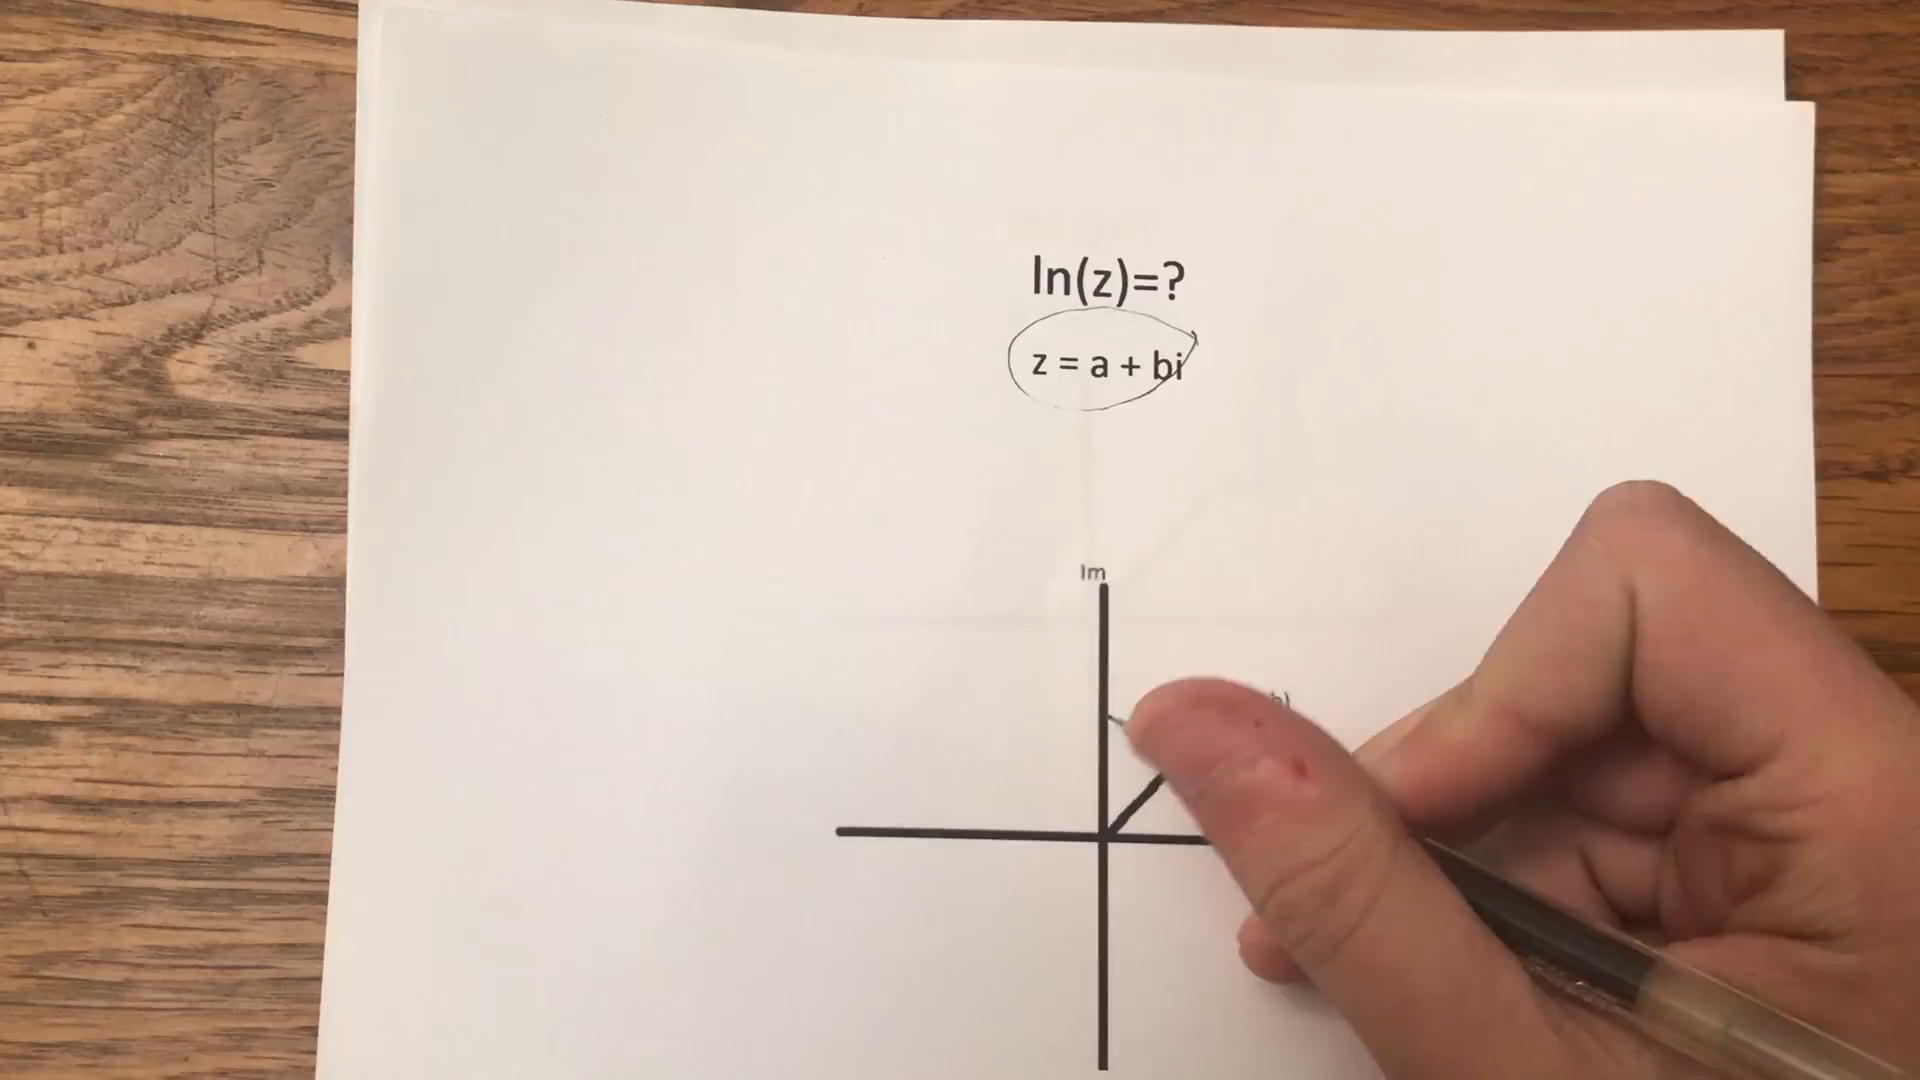 ln(z)=?
z = a + bi
Im
b)